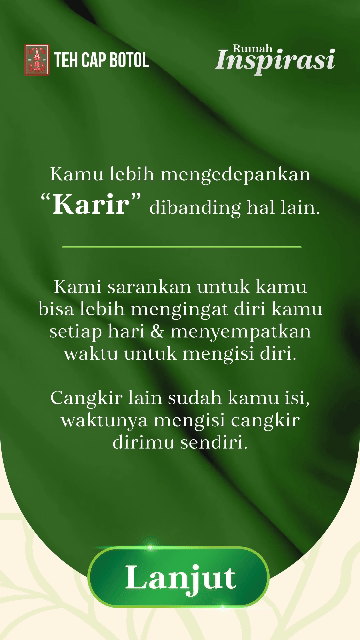 TEH CAP BOTOL
Rumah
Inspirasi
Kamu lebih mengedepankan
“Karir” dibanding hal lain.
Kami sarankan untuk kamu
bisa lebih mengingat diri kamu
setiap hari & menyempatkan
waktu untuk mengisi diri.
Cangkir lain sudah kamu isi,
waktunya mengisi cangkir
dirimu sendiri.
Lanjut